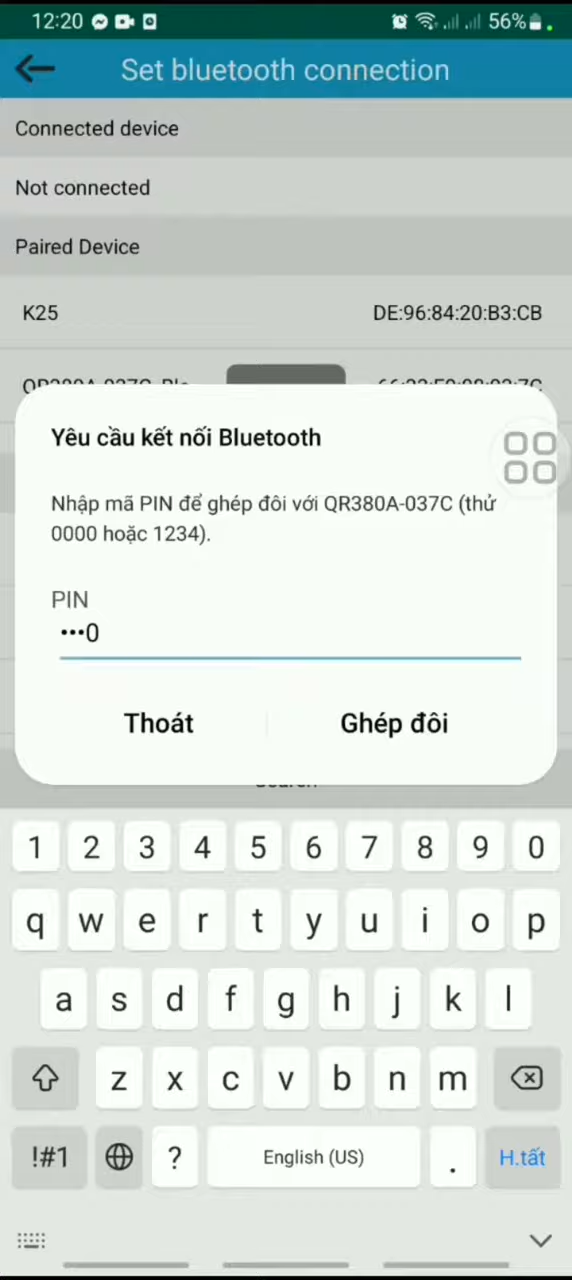 12:20 56%
Set bluetooth connection
Connected device
Not connected
Paired Device
K25 DE:96:84:20:B3:CB
Yêu cầu kết nối Bluetooth
Nhập mã PIN để ghép đôi với QR380A-037C (thử
0000 hoặc 1234).
PIN
•••0
Thoát Ghép đôi
1 2 3 4 5 6 7 8 9 0
q w e r t y u i o p
a s d f g h j k l
z x c v b n m
!#1 ? English (US) . H.tất